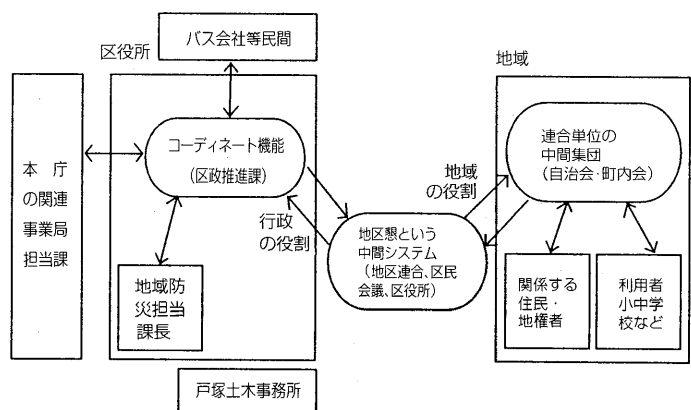 バス会社等民間
区役所
地域
本庁
の関連
事業局
担当課
コーディネート機能
(区政推進課)
地域防
災担当
課長
行政
の役割
地区懇という
中間システム
(地区連合、区民
会議、区役所)
地域
の役割
連合単位の
中間集団
(自治会・町内会)
関係する
住民・
地権者
利用者
小中学
校など
戸塚土木事務所